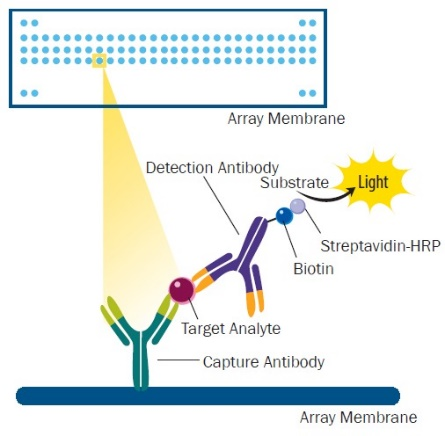 Array Membrane
Detection Antibody
Substrate
Light
Streptavidin-HRP
Biotin
Target Analyte
Capture Antibody
Array Membrane